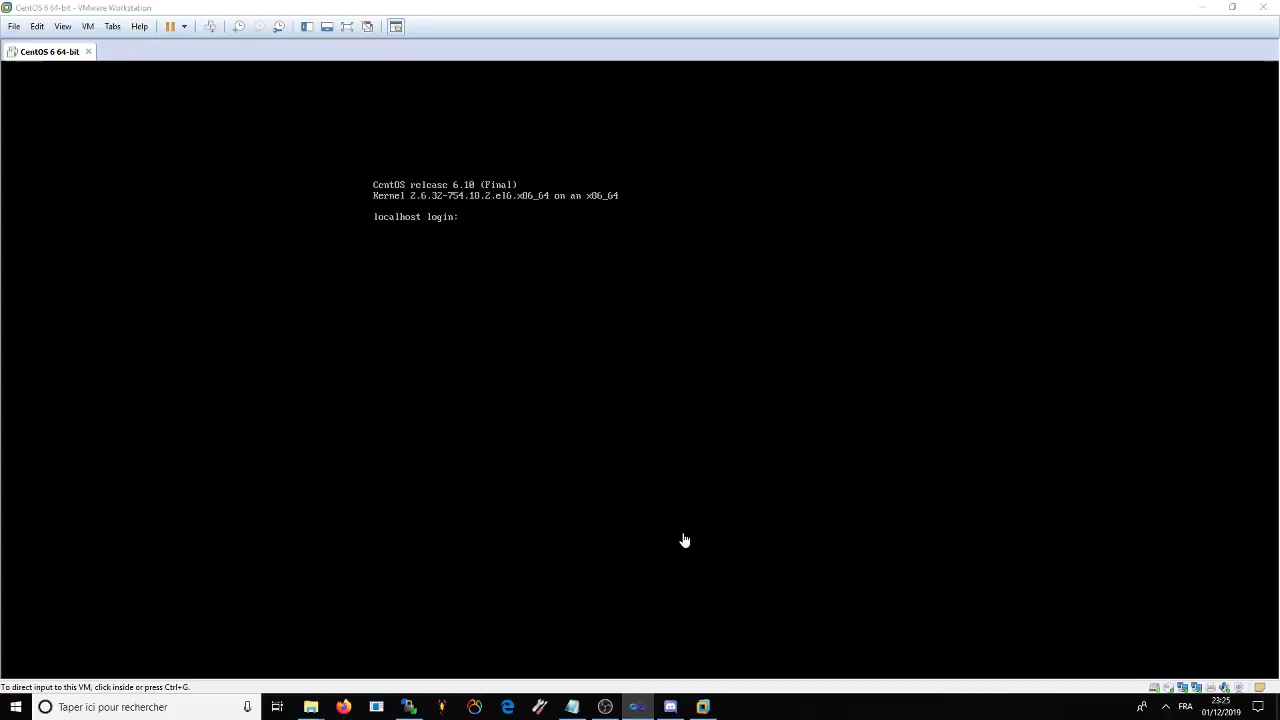 CentOS 6 64-bit - VMware Workstation
File Edit View VM Tabs Help
CentOS 6 64-bit
CentOS release 6.10 (Final)
Kernel 2.6.32-754.10.2.el6.x86_64 on an x86_64
localhost login:
To direct input to this VM, click inside or press Ctrl+G.
Taper ici pour rechercher
FRA
23:25
01/12/2019